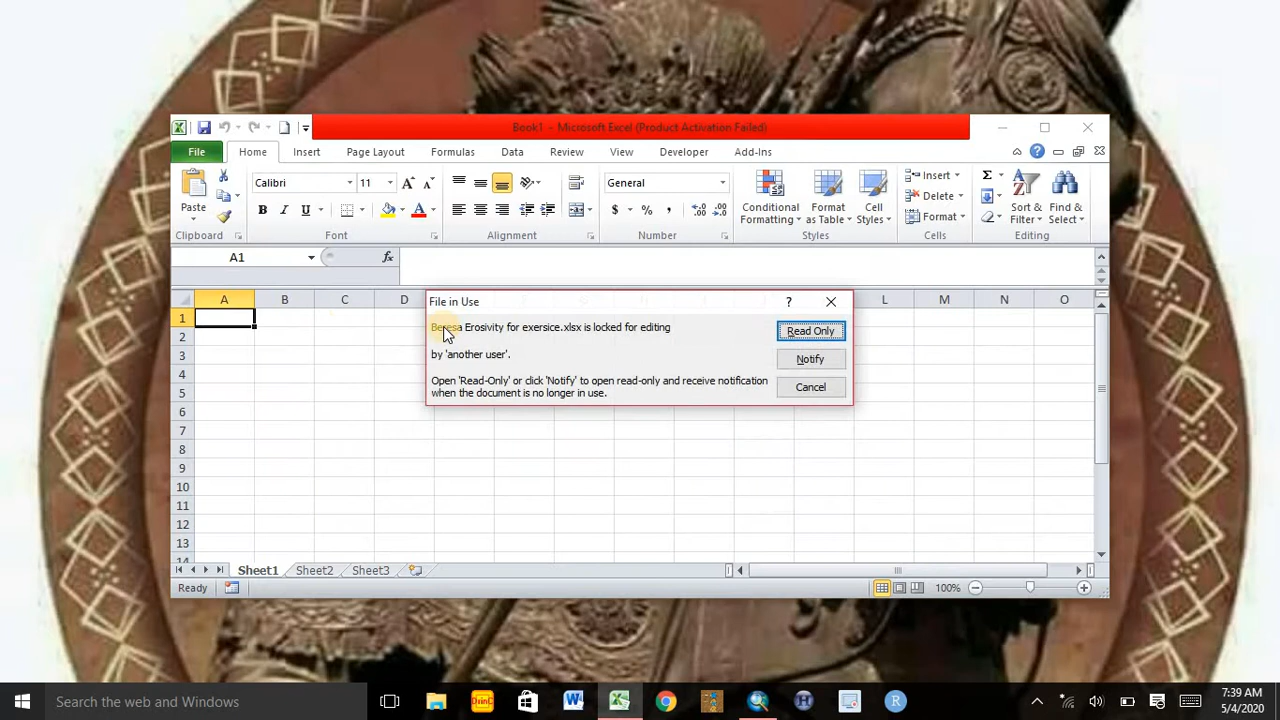 Book1 - Microsoft Excel (Product Activation Failed)
File Home Insert Page Layout Formulas Data Review View Developer Add-Ins
Paste
Calibri 11
B I U
General
$ % ,
Conditional Formatting
Format as Table
Cell Styles
Insert
Delete
Format
Σ
Sort & Filter
Find & Select
Clipboard Font Alignment Number Styles Cells Editing
A1 fx
A B C D L M N O
1
2
3
4
5
6
7
8
9
10
11
12
13
14
File in Use
Beresa Erosivity for exersice.xlsx is locked for editing
by 'another user'.
Open 'Read-Only' or click 'Notify' to open read-only and receive notification
when the document is no longer in use.
Read Only
Notify
Cancel
Sheet1 Sheet2 Sheet3
Ready 100%
Search the web and Windows
7:39 AM
5/4/2020